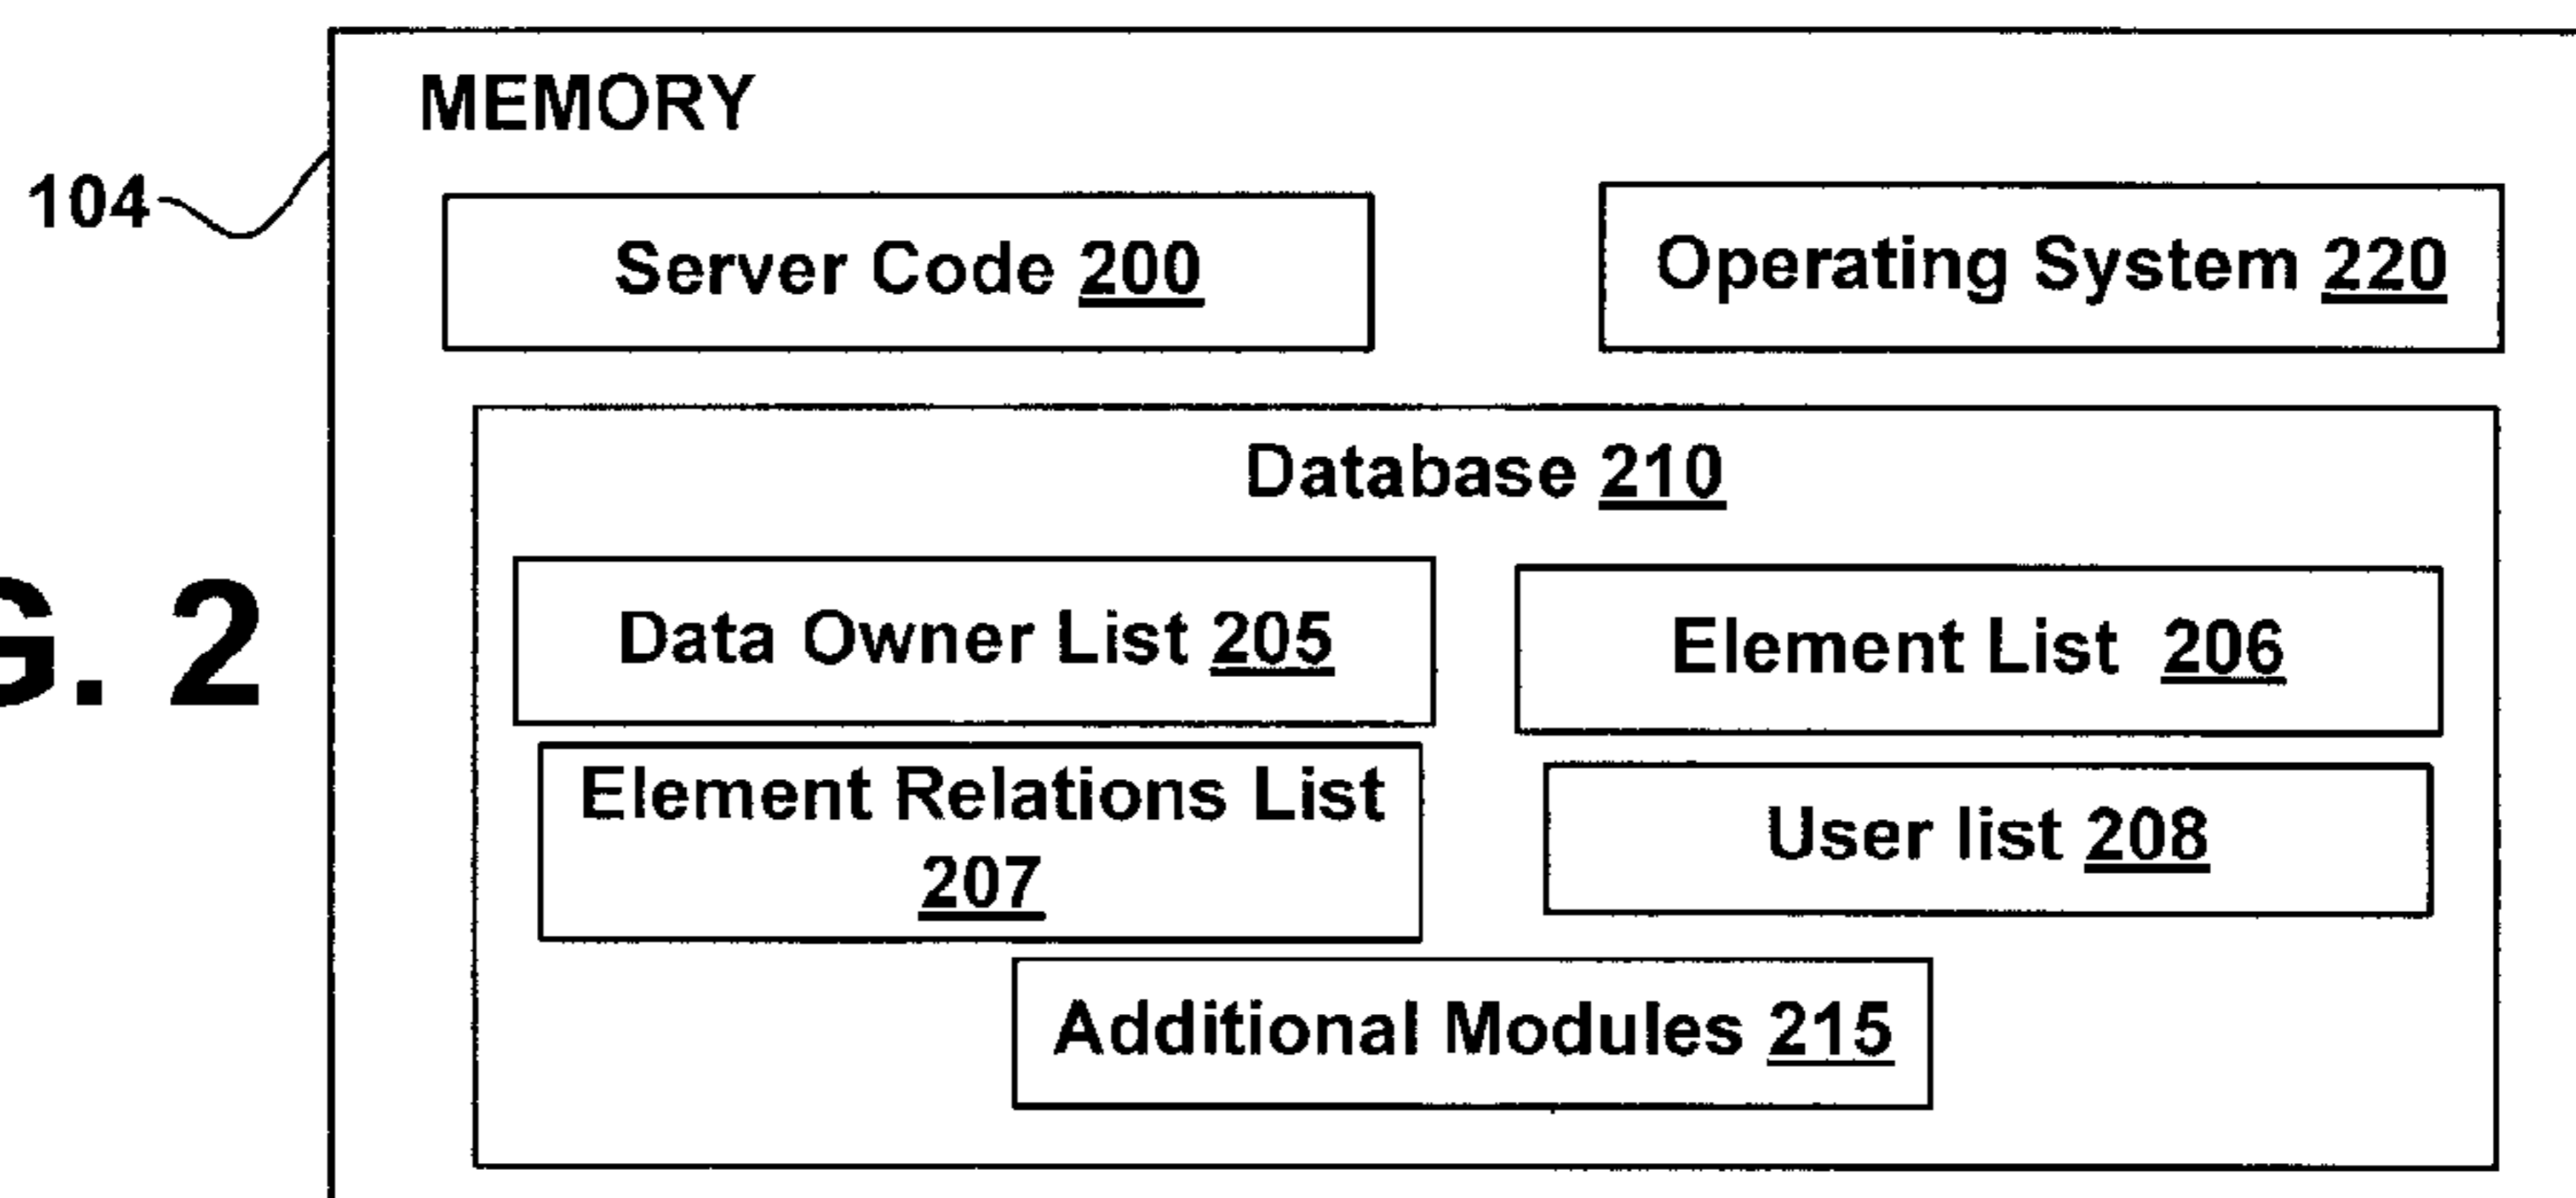 MEMORY
104
Server Code 200
Operating System 220
Database 210
Data Owner List 205
Element List 206
G. 2
Element Relations List
207
User list 208
Additional Modules 215